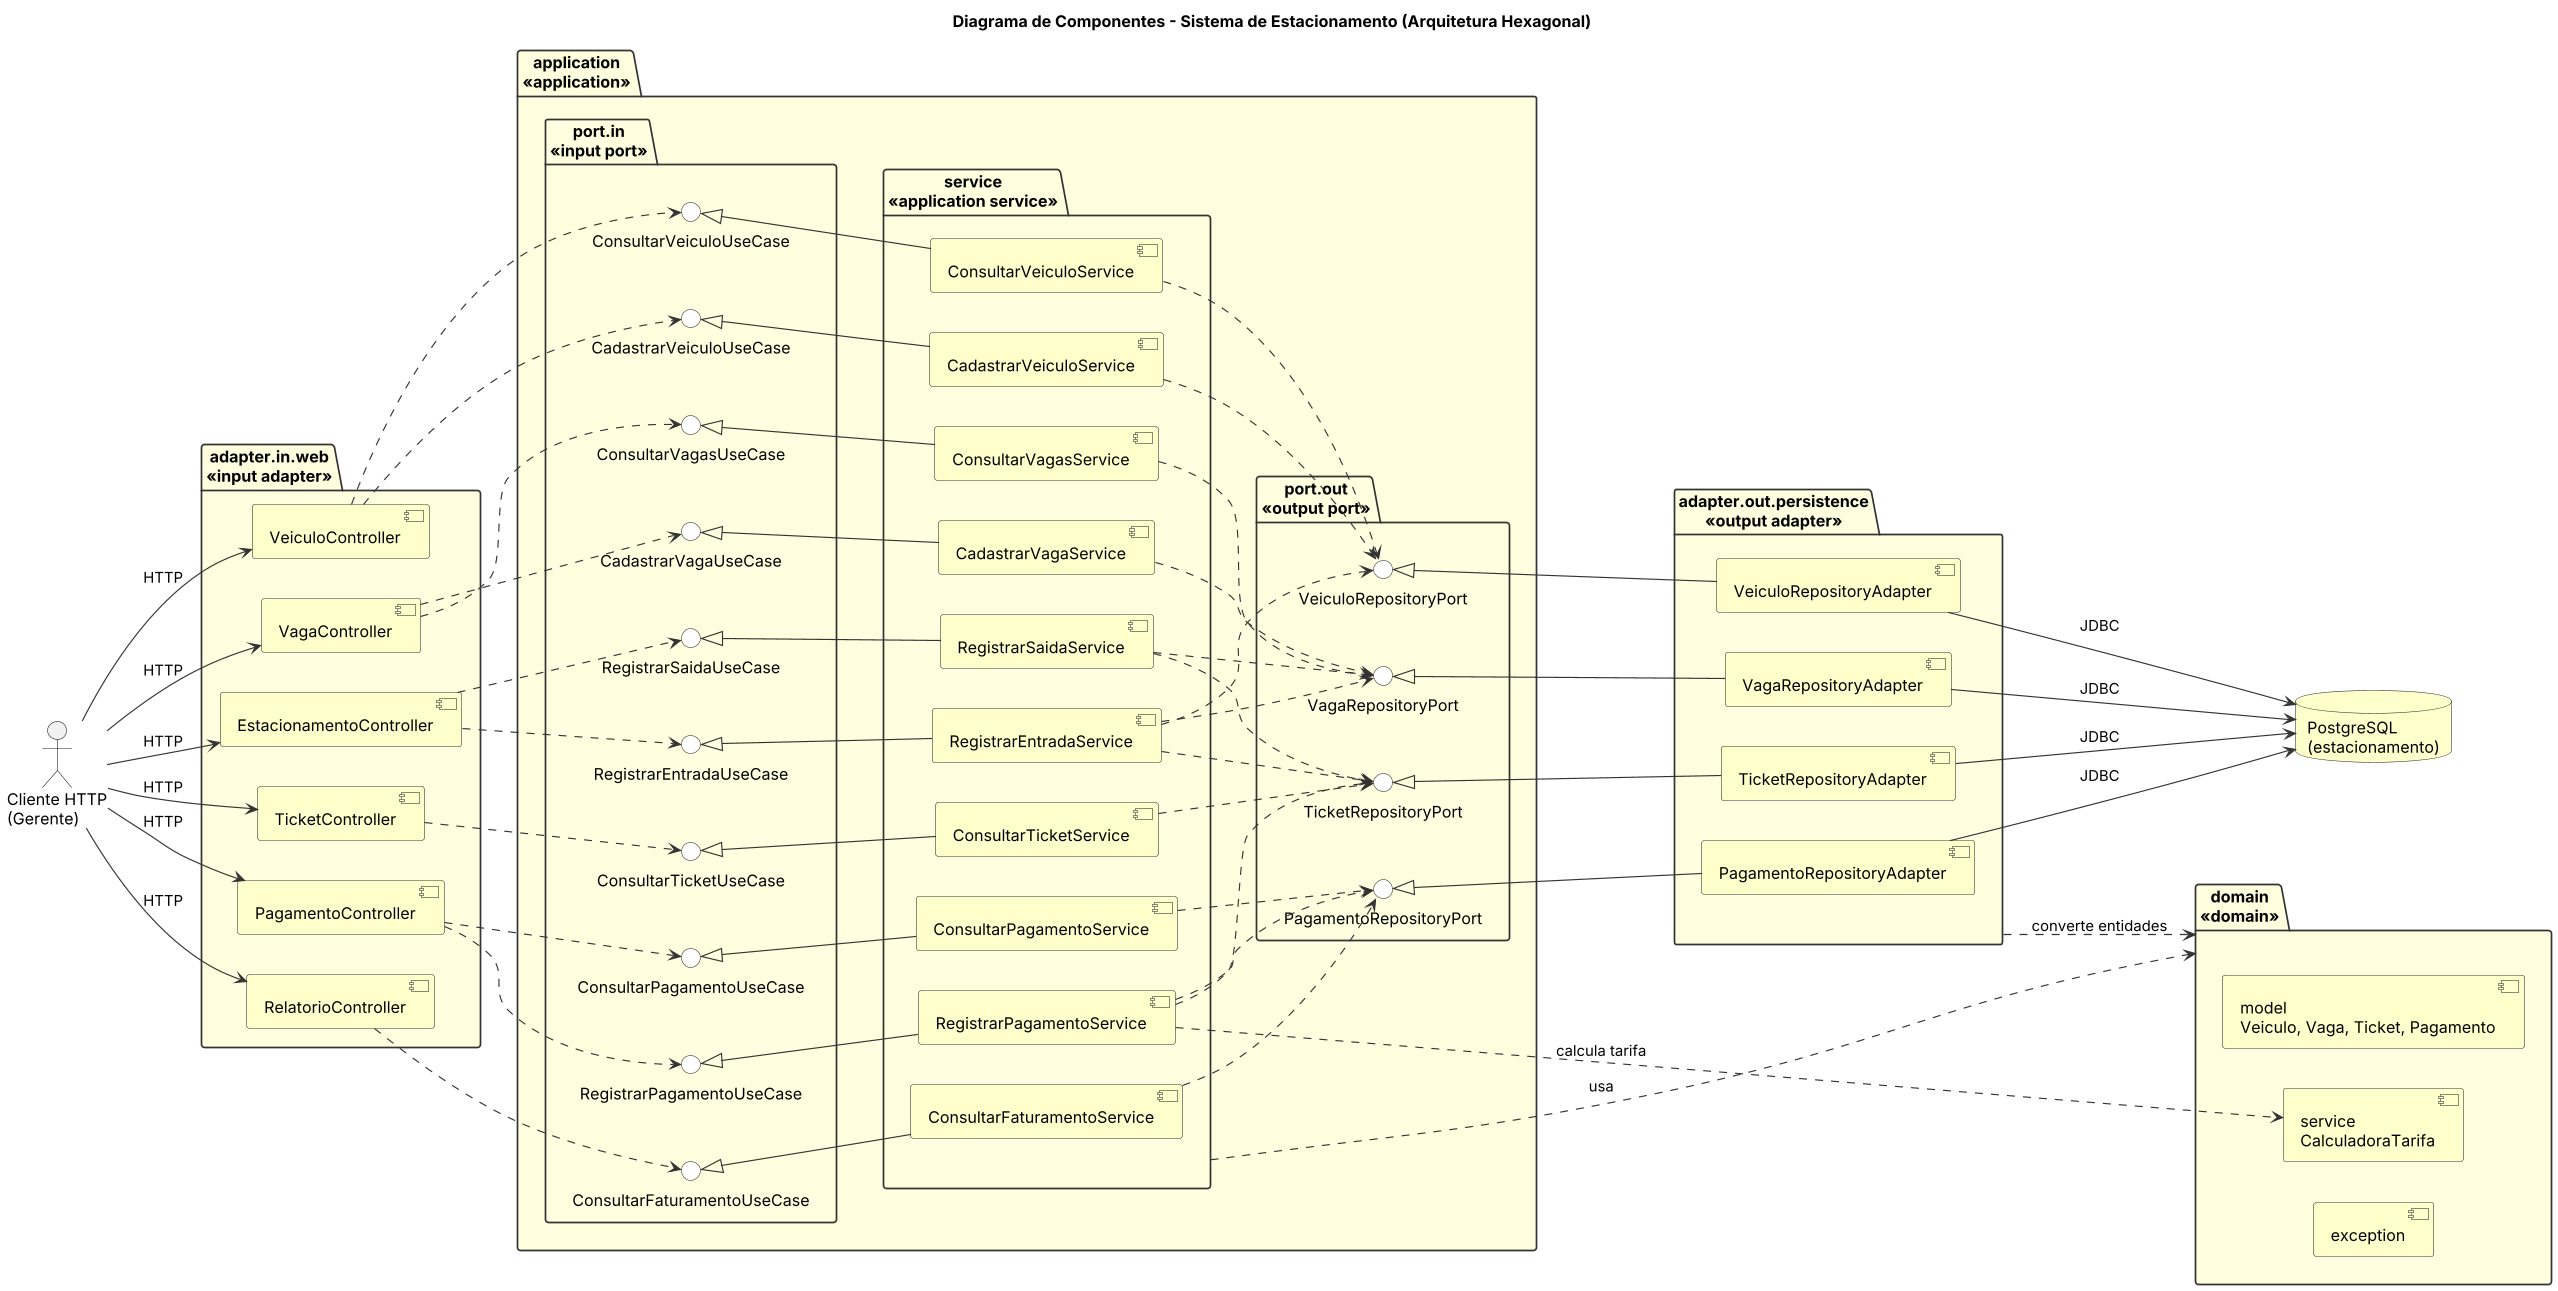 Diagrama de Componentes - Sistema de Estacionamento (Arquitetura Hexagonal)
Cliente HTTP
(Gerente)
HTTP
HTTP
HTTP
HTTP
HTTP
HTTP
adapter.in.web
«input adapter»
VeiculoController
VagaController
EstacionamentoController
TicketController
PagamentoController
RelatorioController
application
«application»
port.in
«input port»
ConsultarVeiculoUseCase
CadastrarVeiculoUseCase
ConsultarVagasUseCase
CadastrarVagaUseCase
RegistrarSaidaUseCase
RegistrarEntradaUseCase
ConsultarTicketUseCase
ConsultarPagamentoUseCase
RegistrarPagamentoUseCase
ConsultarFaturamentoUseCase
service
«application service»
ConsultarVeiculoService
CadastrarVeiculoService
ConsultarVagasService
CadastrarVagaService
RegistrarSaidaService
RegistrarEntradaService
ConsultarTicketService
ConsultarPagamentoService
RegistrarPagamentoService
ConsultarFaturamentoService
port.out
«output port»
VeiculoRepositoryPort
VagaRepositoryPort
TicketRepositoryPort
PagamentoRepositoryPort
calcula tarifa
usa
adapter.out.persistence
«output adapter»
VeiculoRepositoryAdapter
VagaRepositoryAdapter
TicketRepositoryAdapter
PagamentoRepositoryAdapter
JDBC
JDBC
JDBC
JDBC
converte entidades
PostgreSQL
(estacionamento)
domain
«domain»
model
Veiculo, Vaga, Ticket, Pagamento
service
CalculadoraTarifa
exception